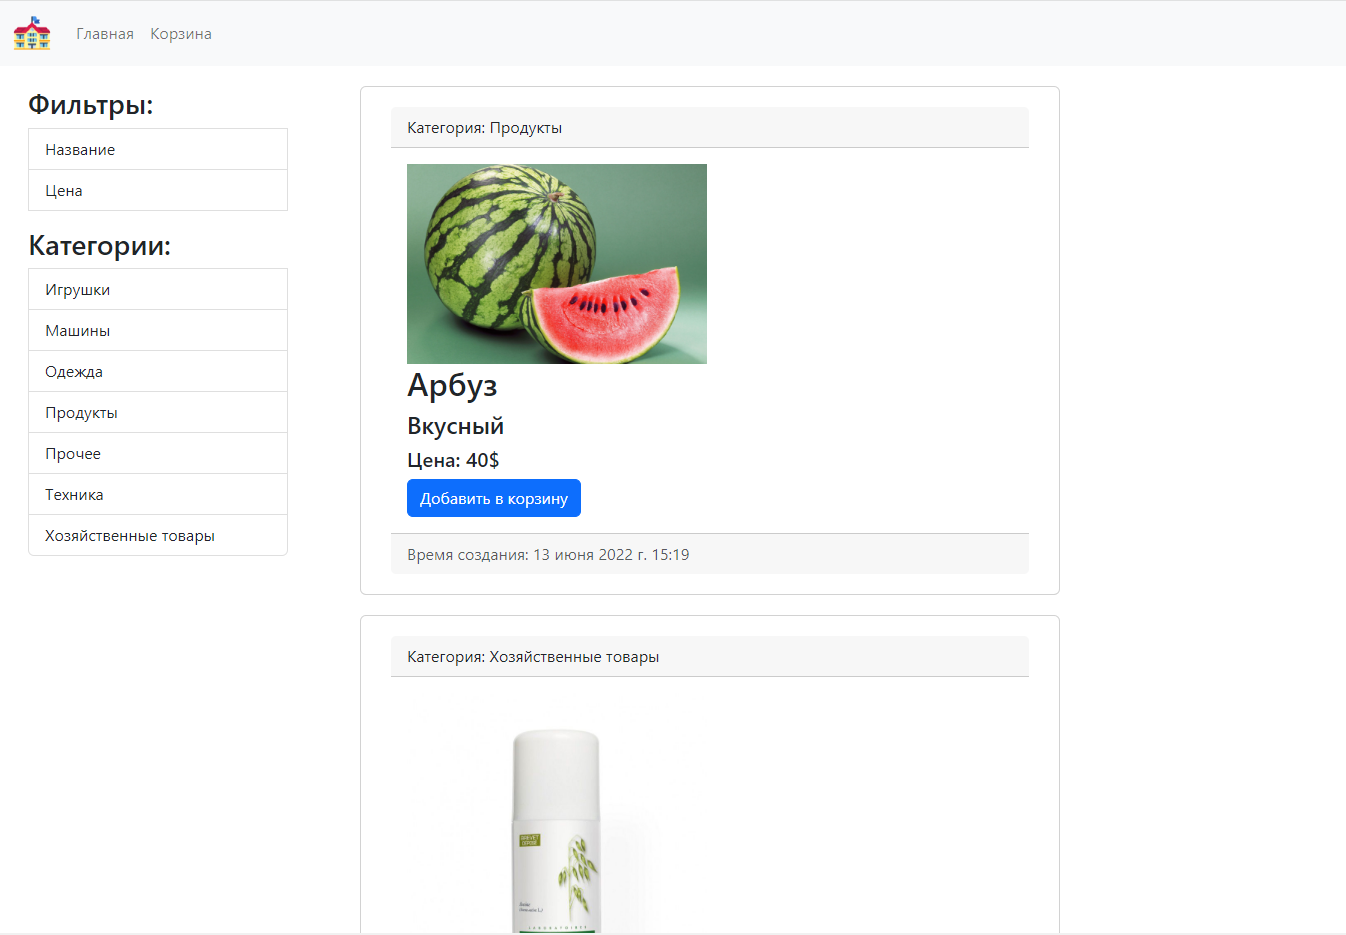 Главная Корзина
Фильтры:
Название
Цена
Категории:
Игрушки
Машины
Одежда
Продукты
Прочее
Техника
Хозяйственные товары
Категория: Продукты
Арбуз
Вкусный
Цена: 40$
Добавить в корзину
Время создания: 13 июня 2022 г. 15:19
Категория: Хозяйственные товары
LABORATOIRES